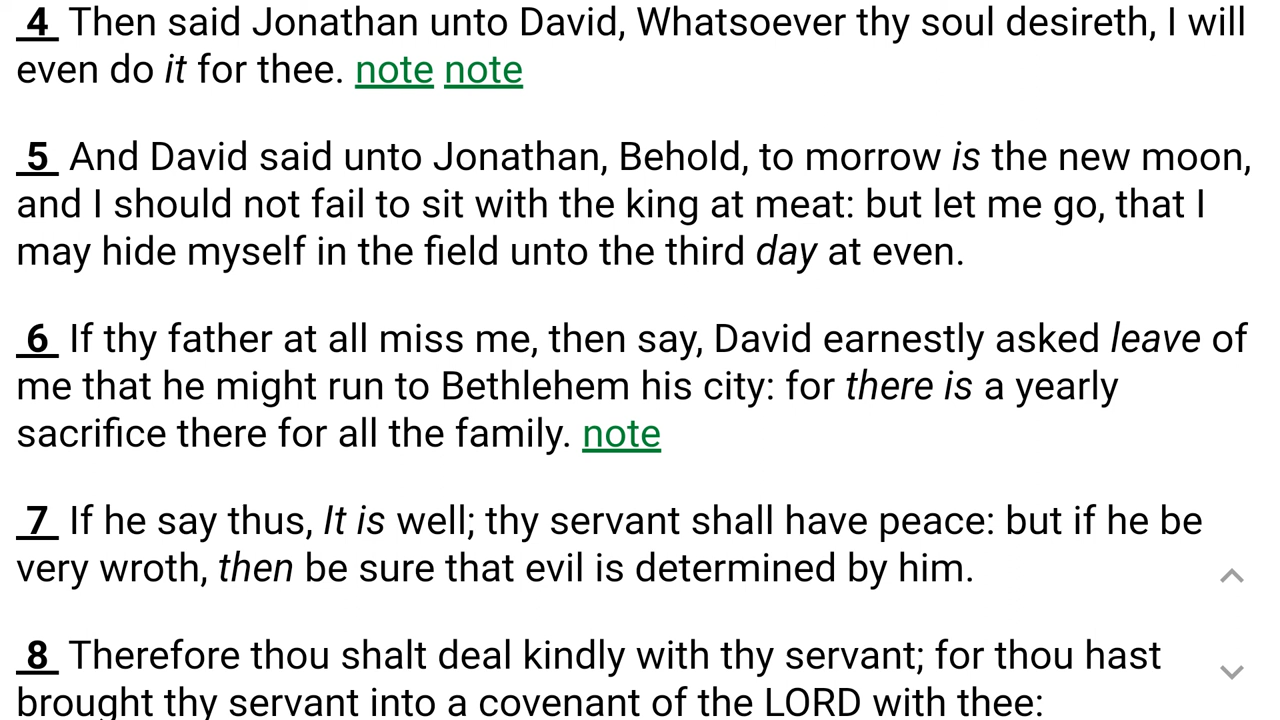 4 Then said Jonathan unto David, Whatsoever thy soul desireth, I will
even do it for thee. note note
5 And David said unto Jonathan, Behold, to morrow is the new moon,
and I should not fail to sit with the king at meat: but let me go, that I
may hide myself in the field unto the third day at even.
6 If thy father at all miss me, then say, David earnestly asked leave of
me that he might run to Bethlehem his city: for there is a yearly
sacrifice there for all the family. note
7 If he say thus, It is well; thy servant shall have peace: but if he be
very wroth, then be sure that evil is determined by him.
8 Therefore thou shalt deal kindly with thy servant; for thou hast
brought thy servant into a covenant of the LORD with thee: